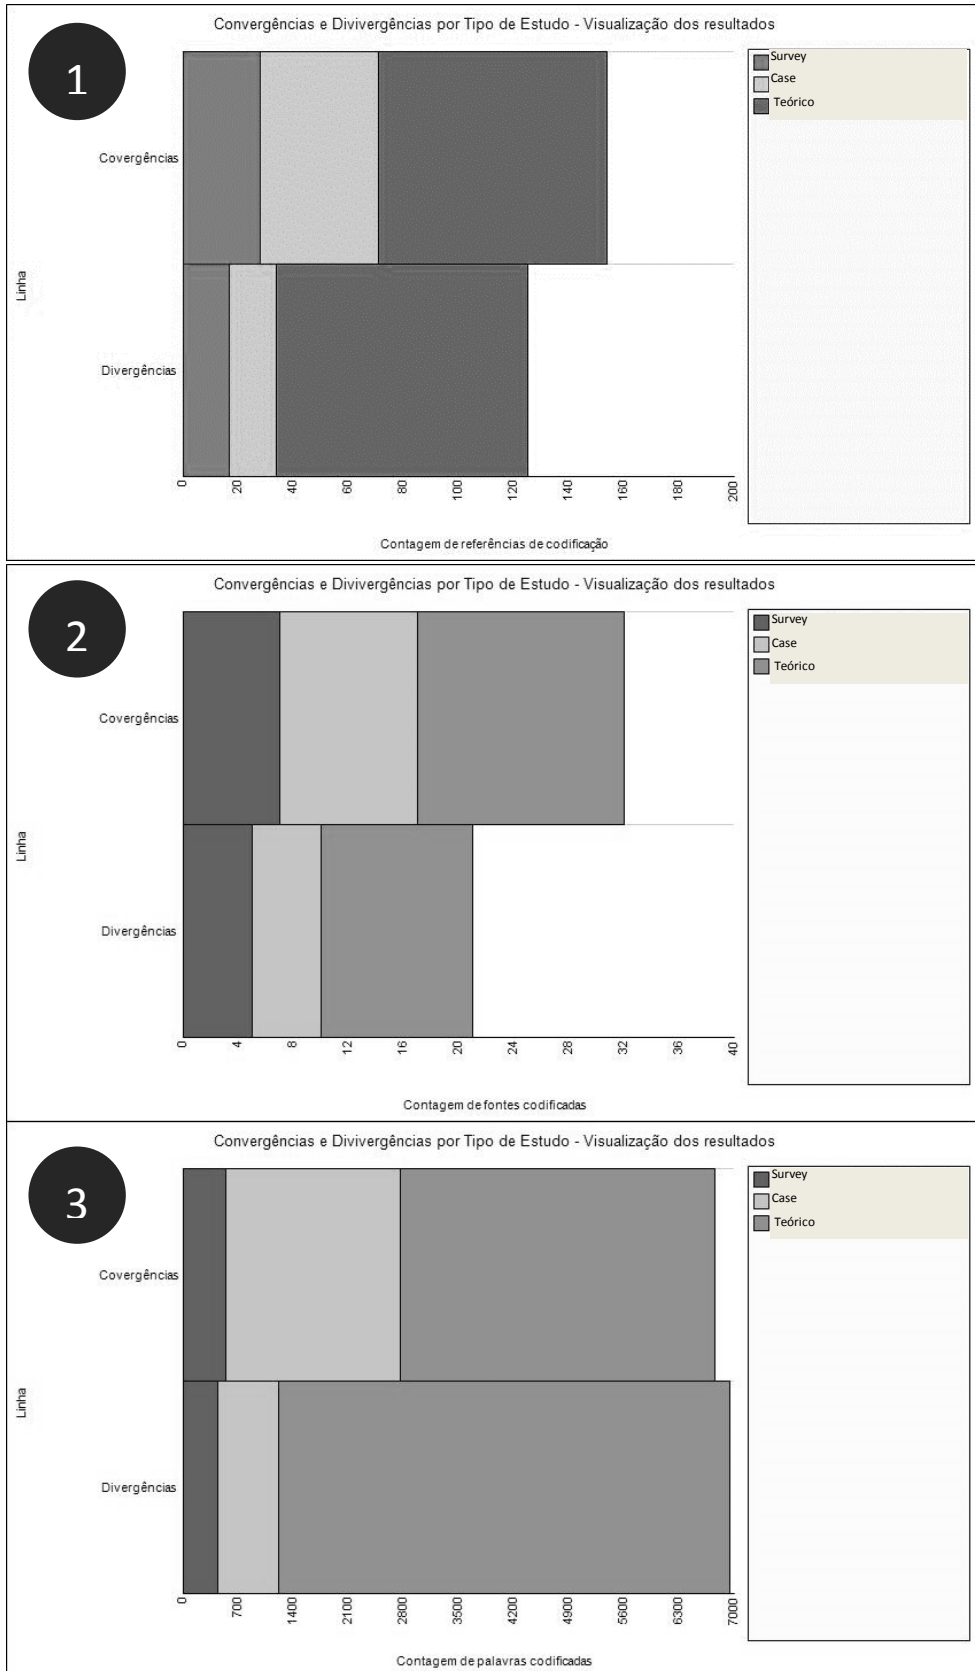 1
Convergências e Divivergências por Tipo de Estudo - Visualização dos resultados
Survey
Case
Teórico
Covergências
Linha
Divergências
0 20 40 60 80 100 120 140 160 180 200
Contagem de referências de codificação
2
Convergências e Divivergências por Tipo de Estudo - Visualização dos resultados
Survey
Case
Teórico
Covergências
Linha
Divergências
0 4 8 12 16 20 24 28 32 36 40
Contagem de fontes codificadas
3
Convergências e Divivergências por Tipo de Estudo - Visualização dos resultados
Survey
Case
Teórico
Covergências
Linha
Divergências
0 700 1400 2100 2800 3500 4200 4900 5600 6300 7000
Contagem de palavras codificadas